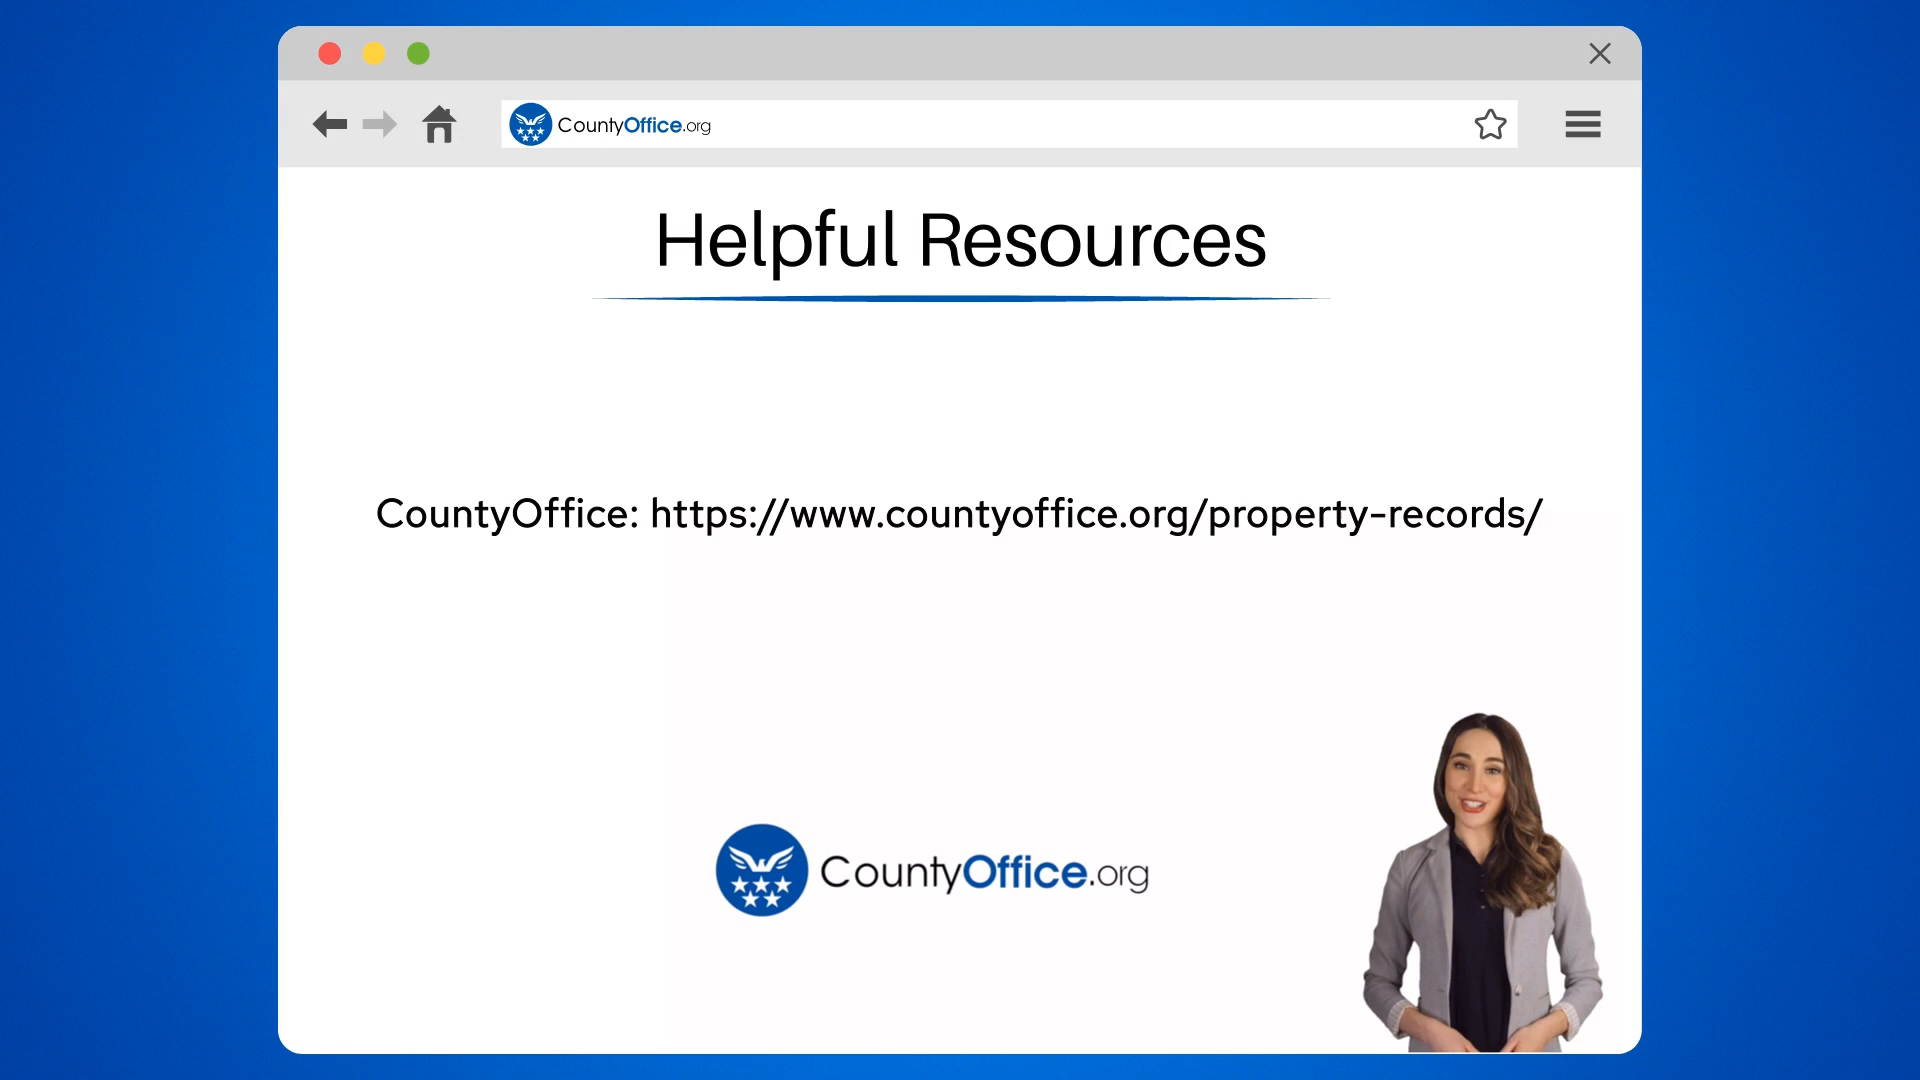 CountyOffice.org
Helpful Resources
CountyOffice: https://www.countyoffice.org/property-records/
CountyOffice.org